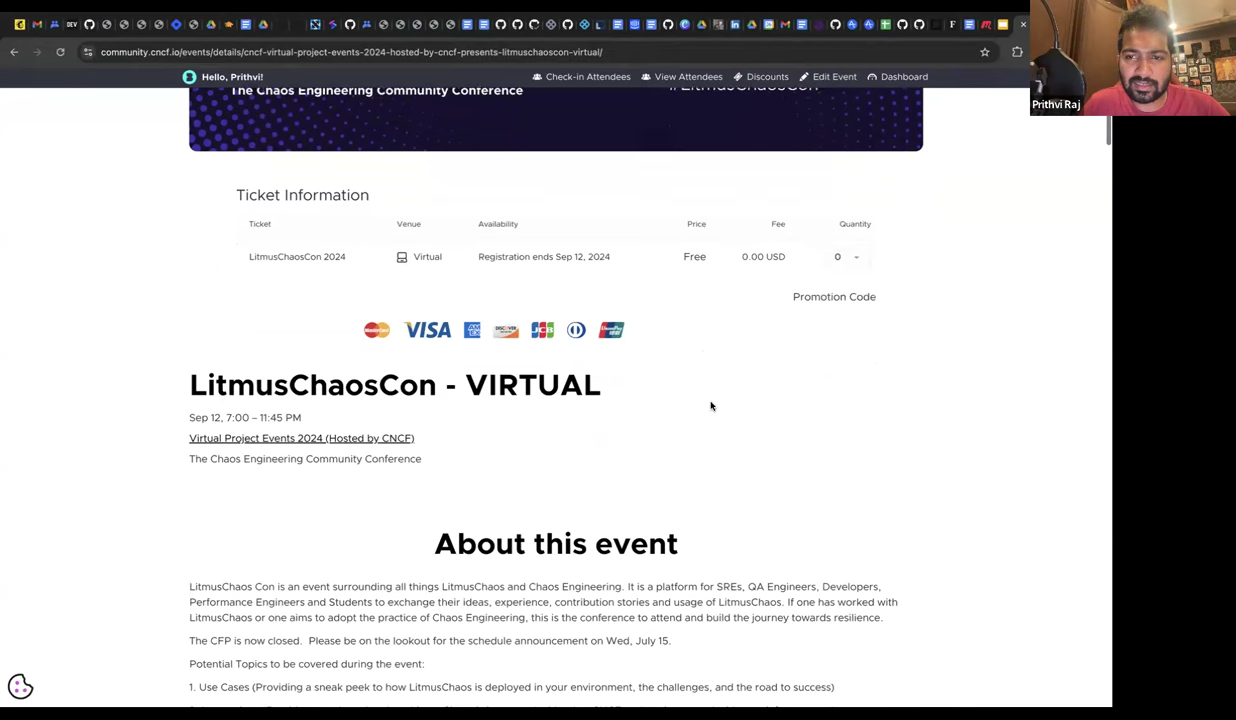 DEV
F
community.cncf.io/events/details/cncf-virtual-project-events-2024-hosted-by-cncf-presents-litmuschaoscon-virtual/
Hello, Prithvi!
Check-in Attendees
View Attendees
Discounts
Edit Event
Dashboard
Prithvi Raj
The Chaos Engineering Community Conference
#LitmusChaosCon
Ticket Information
Ticket Venue Availability Price Fee Quantity
LitmusChaosCon 2024 Virtual Registration ends Sep 12, 2024 Free 0.00 USD 0
Promotion Code
MasterCard VISA AMEX DISCOVER JCB UnionPay
LitmusChaosCon - VIRTUAL
Sep 12, 7:00 – 11:45 PM
Virtual Project Events 2024 (Hosted by CNCF)
The Chaos Engineering Community Conference
About this event
LitmusChaos Con is an event surrounding all things LitmusChaos and Chaos Engineering. It is a platform for SREs, QA Engineers, Developers,
Performance Engineers and Students to exchange their ideas, experience, contribution stories and usage of LitmusChaos. If one has worked with
LitmusChaos or one aims to adopt the practice of Chaos Engineering, this is the conference to attend and build the journey towards resilience.
The CFP is now closed. Please be on the lookout for the schedule announcement on Wed, July 15.
Potential Topics to be covered during the event:
1. Use Cases (Providing a sneak peek to how LitmusChaos is deployed in your environment, the challenges, and the road to success)